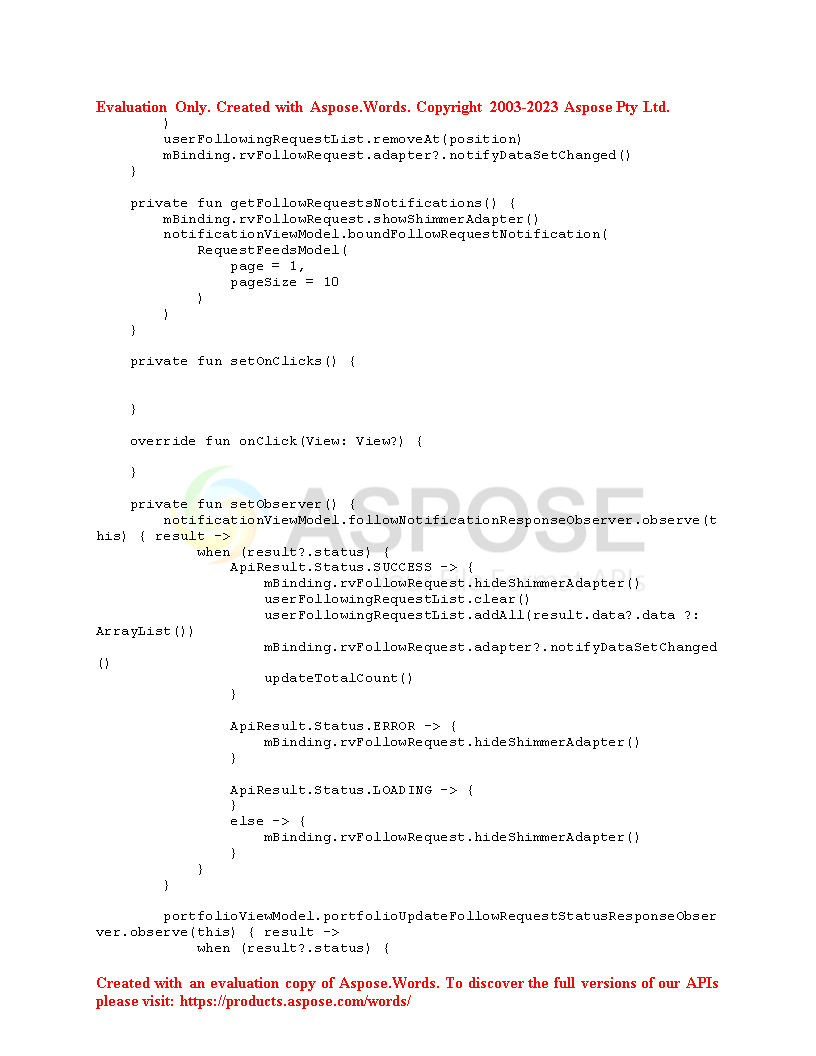 Evaluation Only. Created with Aspose.Words. Copyright 2003-2023 Aspose Pty Ltd.
        )
        userFollowingRequestList.removeAt(position)
        mBinding.rvFollowRequest.adapter?.notifyDataSetChanged()
    }

    private fun getFollowRequestsNotifications() {
        mBinding.rvFollowRequest.showShimmerAdapter()
        notificationViewModel.boundFollowRequestNotification(
            RequestFeedsModel(
                page = 1,
                pageSize = 10
            )
        )
    }

    private fun setOnClicks() {


    }

    override fun onClick(View: View?) {

    }

    private fun setObserver() {
        notificationViewModel.followNotificationResponseObserver.observe(t
his) { result ->
            when (result?.status) {
                ApiResult.Status.SUCCESS -> {
                    mBinding.rvFollowRequest.hideShimmerAdapter()
                    userFollowingRequestList.clear()
                    userFollowingRequestList.addAll(result.data?.data ?:
ArrayList())
                    mBinding.rvFollowRequest.adapter?.notifyDataSetChanged
()
                    updateTotalCount()
                }

                ApiResult.Status.ERROR -> {
                    mBinding.rvFollowRequest.hideShimmerAdapter()
                }

                ApiResult.Status.LOADING -> {
                }
                else -> {
                    mBinding.rvFollowRequest.hideShimmerAdapter()
                }
            }
        }

        portfolioViewModel.portfolioUpdateFollowRequestStatusResponseObser
ver.observe(this) { result ->
            when (result?.status) {

ASPOSE
Created with an evaluation copy of Aspose.Words. To discover the full versions of our APIs
please visit: https://products.aspose.com/words/